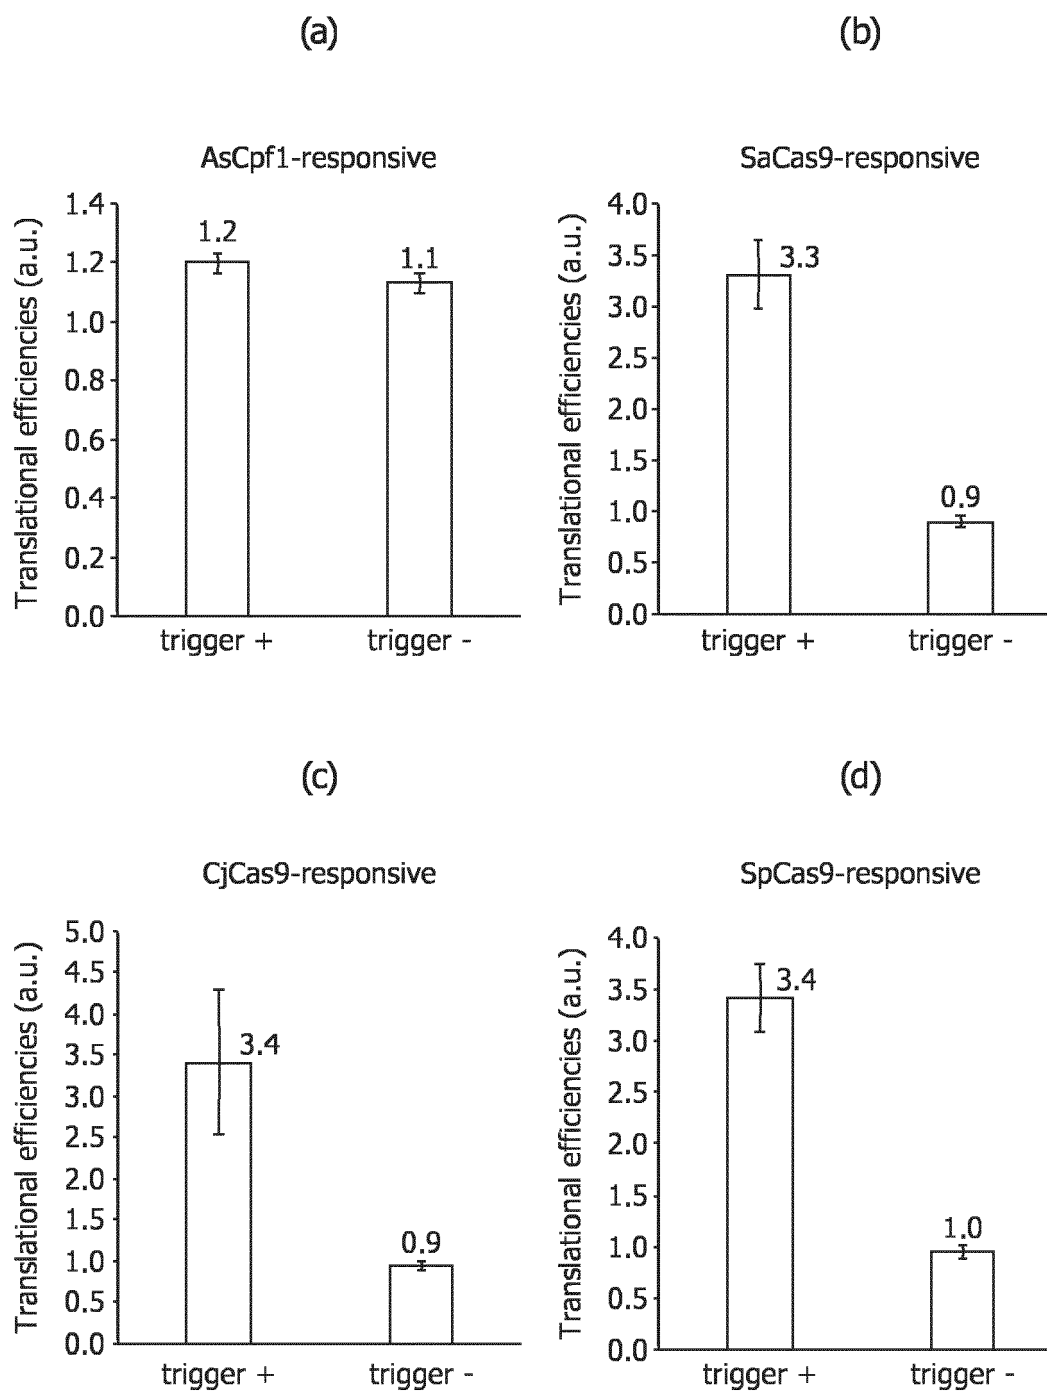 (a)
AsCpf1-responsive
Translational efficiencies (a.u.)
1.4
1.2
1.0
0.8
0.6
0.4
0.2
0.0
1.2
1.1
trigger +
trigger -
(b)
SaCas9-responsive
Translational efficiencies (a.u.)
4.0
3.5
3.0
2.5
2.0
1.5
1.0
0.5
0.0
3.3
0.9
trigger +
trigger -
(c)
CjCas9-responsive
Translational efficiencies (a.u.)
5.0
4.5
4.0
3.5
3.0
2.5
2.0
1.5
1.0
0.5
0.0
3.4
0.9
trigger +
trigger -
(d)
SpCas9-responsive
Translational efficiencies (a.u.)
4.0
3.5
3.0
2.5
2.0
1.5
1.0
0.5
0.0
3.4
1.0
trigger +
trigger -